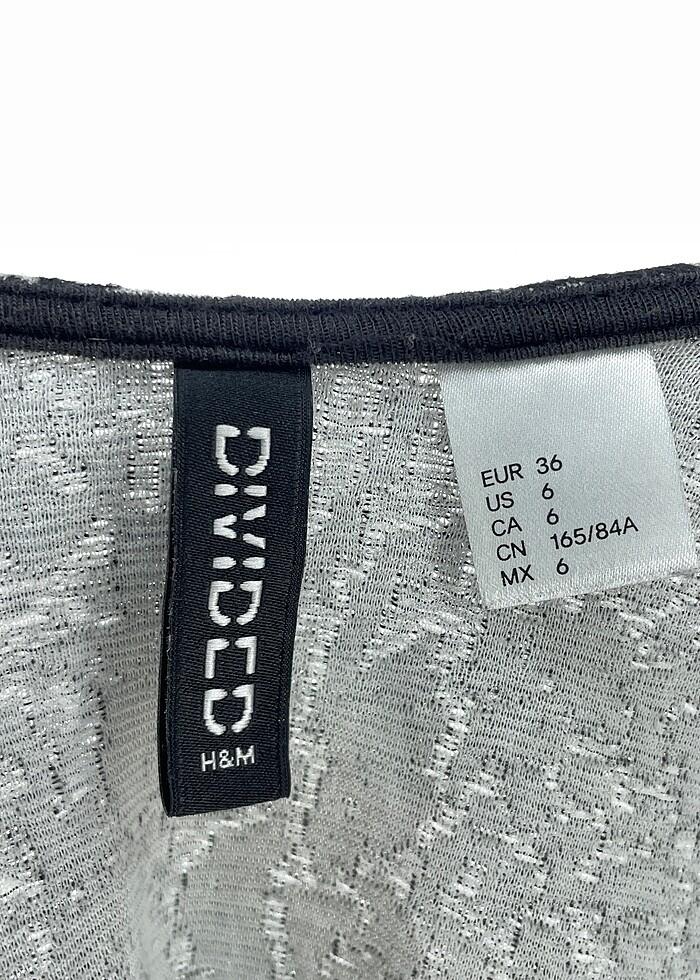 DIVIDED
H&M
EUR 36
US 6
CA 6
CN 165/84A
MX 6